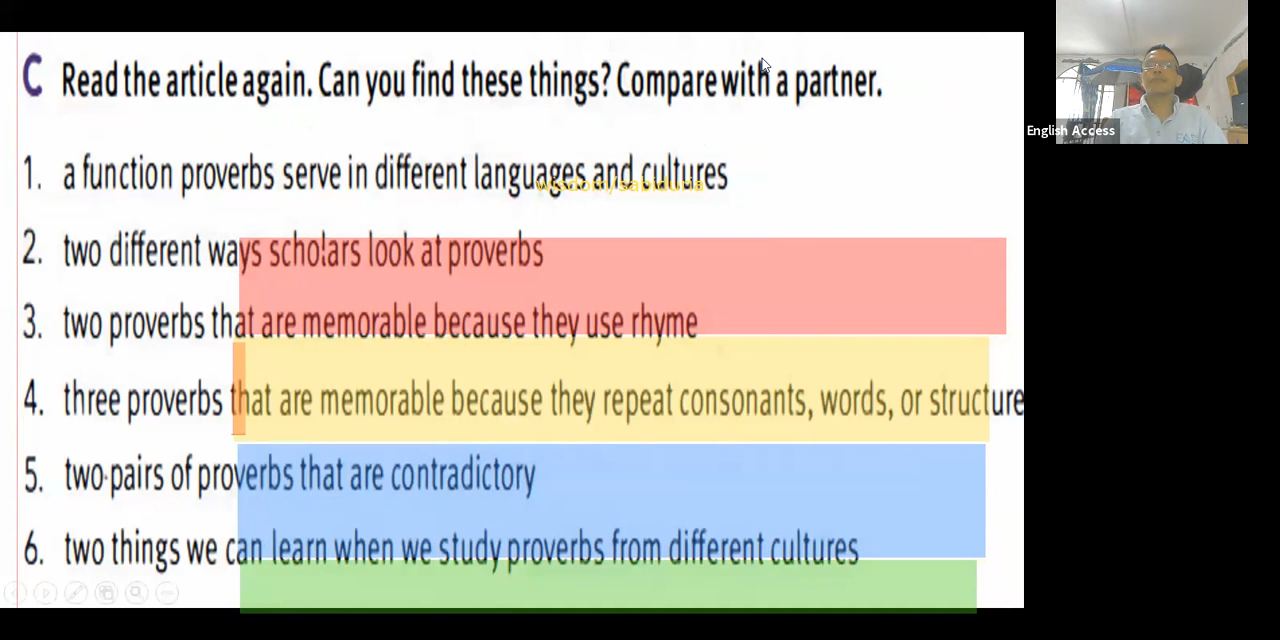 C Read the article again. Can you find these things? Compare with a partner.
1. a function proverbs serve in different languages and cultures
wisdom/sabiduria
2. two different ways scholars look at proverbs
3. two proverbs that are memorable because they use rhyme
4. three proverbs that are memorable because they repeat consonants, words, or structure
5. two pairs of proverbs that are contradictory
6. two things we can learn when we study proverbs from different cultures
English Access